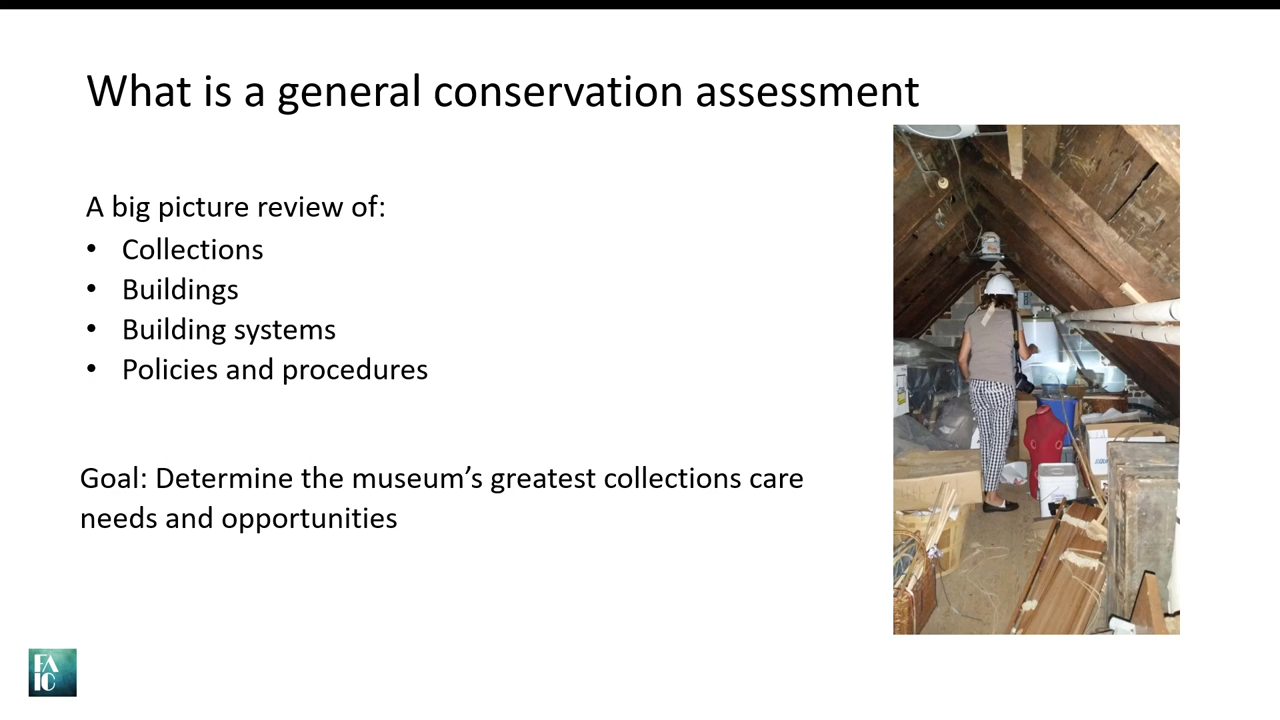 What is a general conservation assessment
A big picture review of:
• Collections
• Buildings
• Building systems
• Policies and procedures
Goal: Determine the museum’s greatest collections care
needs and opportunities
FA
IC